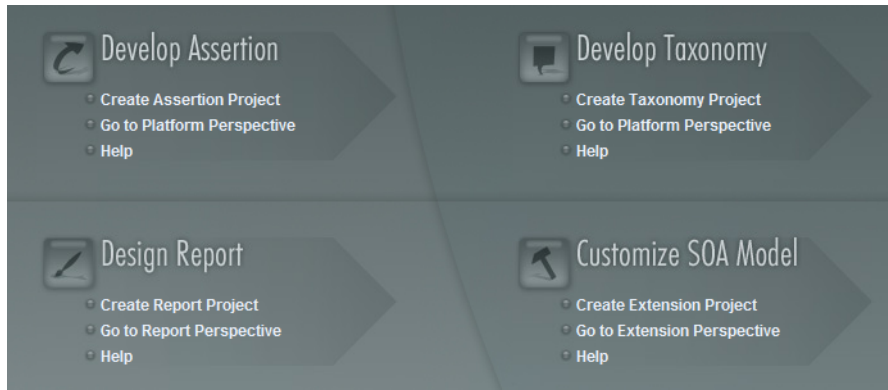 Develop Assertion
Create Assertion Project
Go to Platform Perspective
Help
Develop Taxonomy
Create Taxonomy Project
Go to Platform Perspective
Help
Design Report
Create Report Project
Go to Report Perspective
Help
Customize SOA Model
Create Extension Project
Go to Extension Perspective
Help